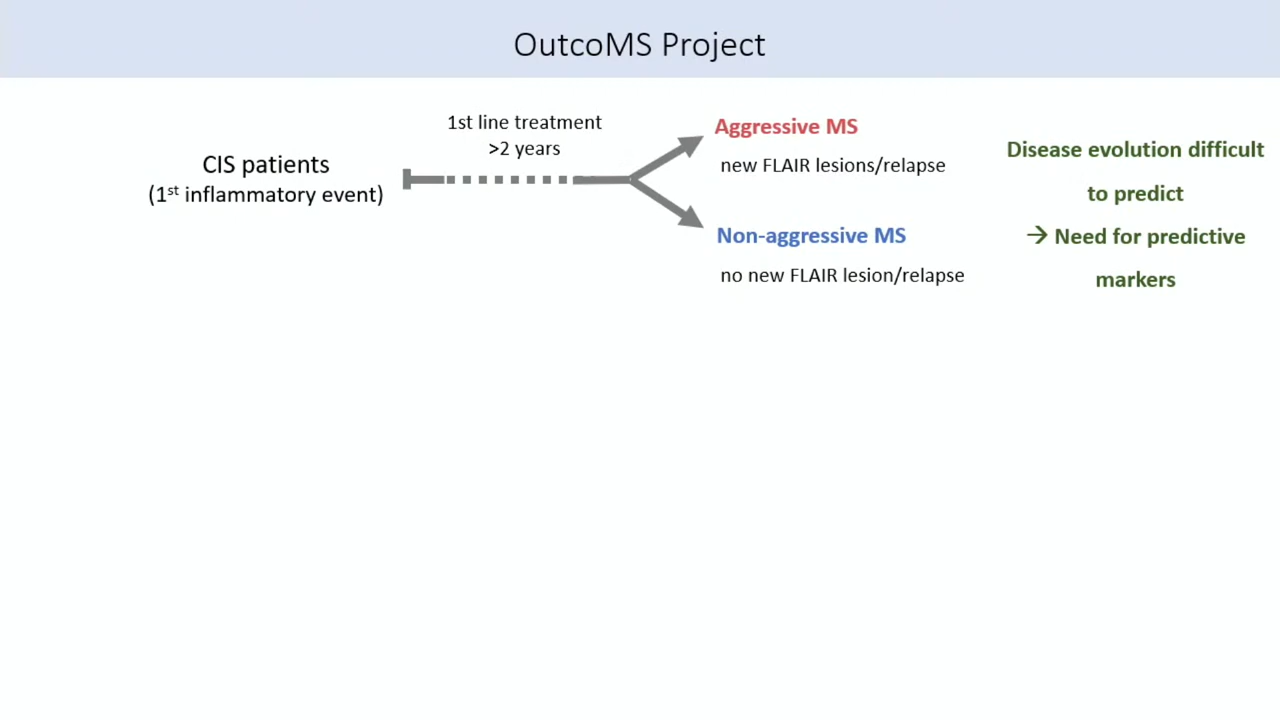 OutcoMS Project
CIS patients
(1st inflammatory event)
1st line treatment
>2 years
Aggressive MS
new FLAIR lesions/relapse
Non-aggressive MS
no new FLAIR lesion/relapse
Disease evolution difficult
to predict
→ Need for predictive
markers